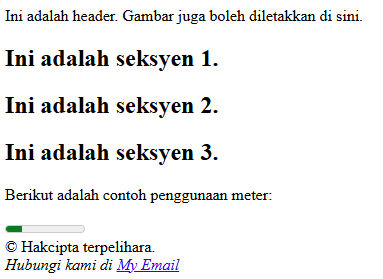 Ini adalah header. Gambar juga boleh diletakkan di sini.
Ini adalah seksyen 1.
Ini adalah seksyen 2.
Ini adalah seksyen 3.
Berikut adalah contoh penggunaan meter:
© Hakcipta terpelihara.
Hubungi kami di My Email